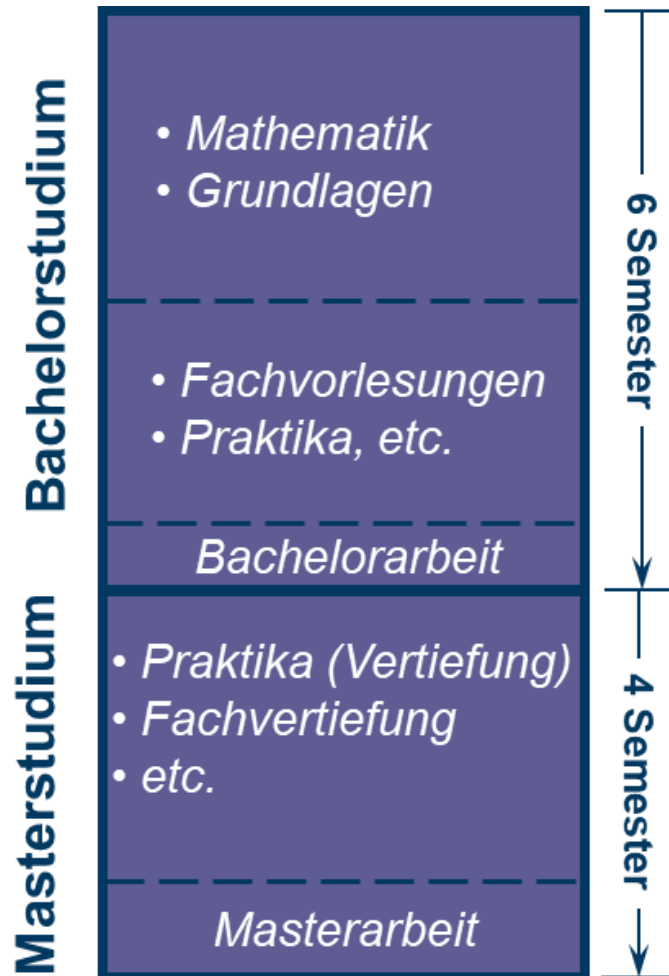 Bachelorstudium
• Mathematik
• Grundlagen
6 Semester
• Fachvorlesungen
• Praktika, etc.
Bachelorarbeit
Masterstudium
• Praktika (Vertiefung)
• Fachvertiefung
• etc.
4 Semester
Masterarbeit